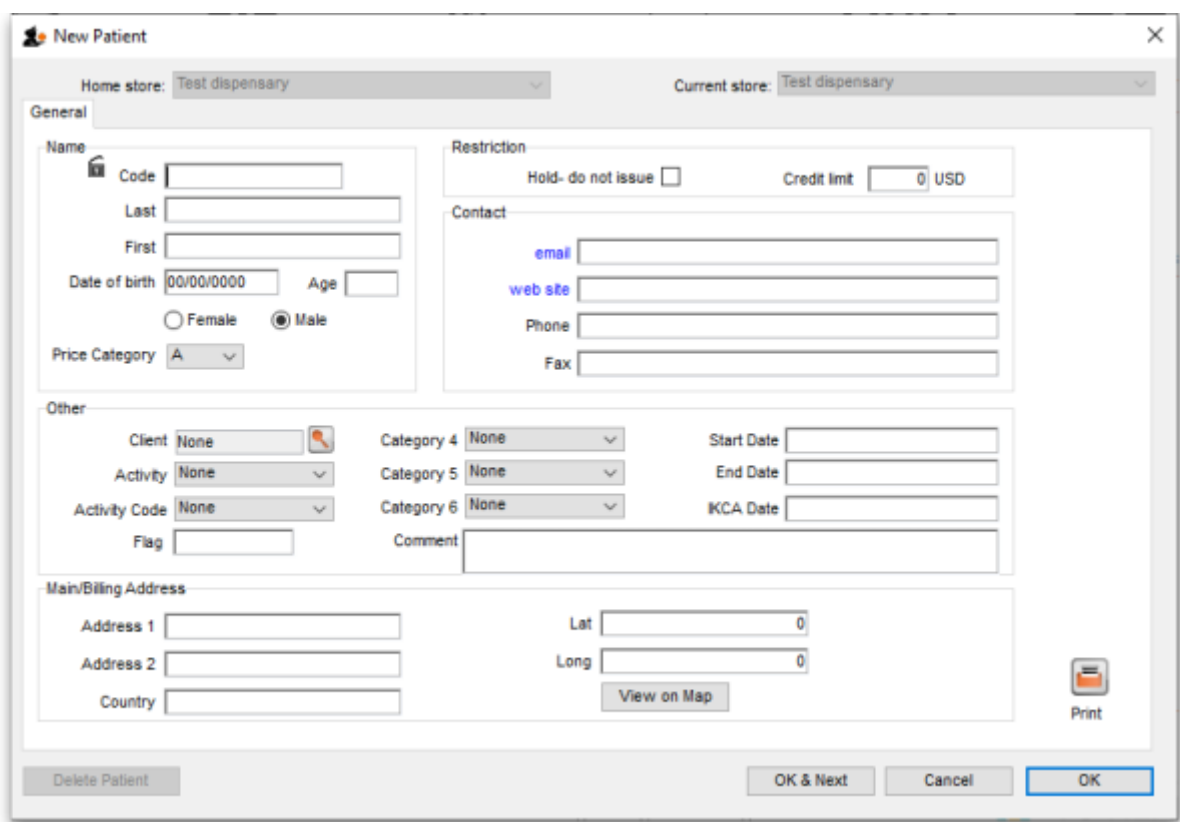 New Patient
Home store: Test dispensary Current store: Test dispensary
General
Name
Code
Last
First
Date of birth 00/00/0000 Age
Female Male
Price Category A
Restriction
Hold- do not issue Credit limit 0 USD
Contact
email
web site
Phone
Fax
Other
Client None Category 4 None Start Date
Activity None Category 5 None End Date
Activity Code None Category 6 None IKCA Date
Flag Comment
Main/Billing Address
Address 1 Lat 0
Address 2 Long 0
Country View on Map
Print
Delete Patient OK & Next Cancel OK